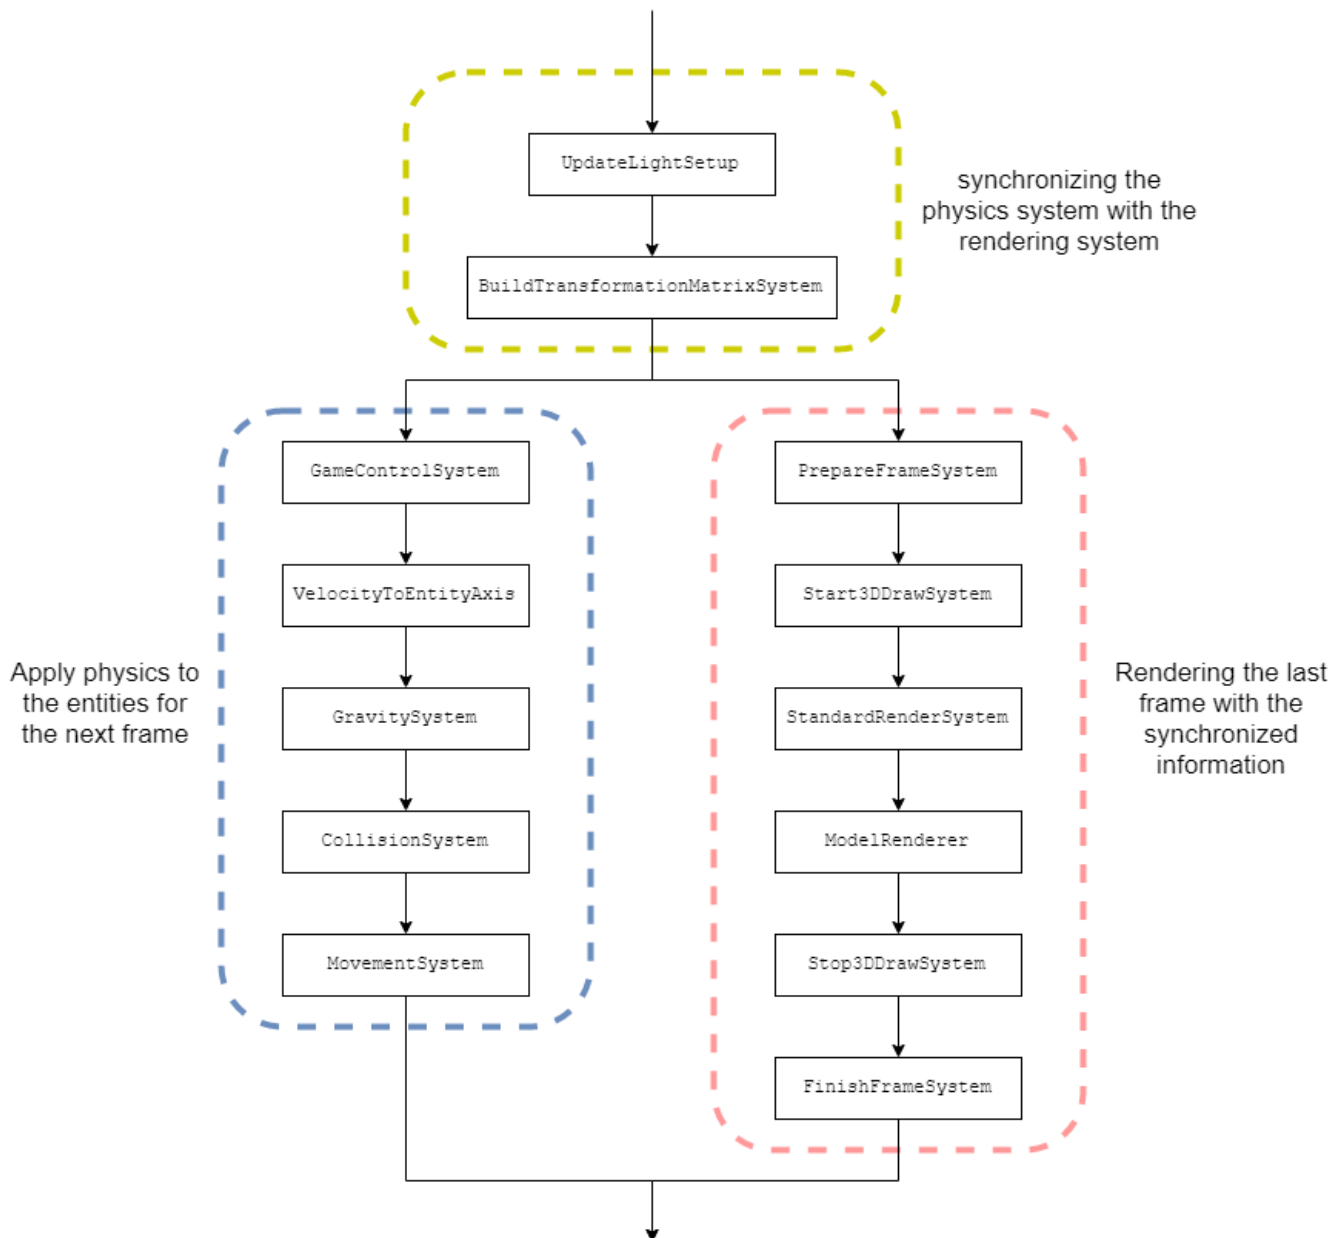 UpdateLightSetup
synchronizing the
physics system with the
rendering system
BuildTransformationMatrixSystem
Apply physics to
the entities for
the next frame
GameControlSystem
VelocityToEntityAxis
GravitySystem
CollisionSystem
MovementSystem
PrepareFrameSystem
Start3DDrawSystem
StandardRenderSystem
ModelRenderer
Stop3DDrawSystem
FinishFrameSystem
Rendering the last
frame with the
synchronized
information